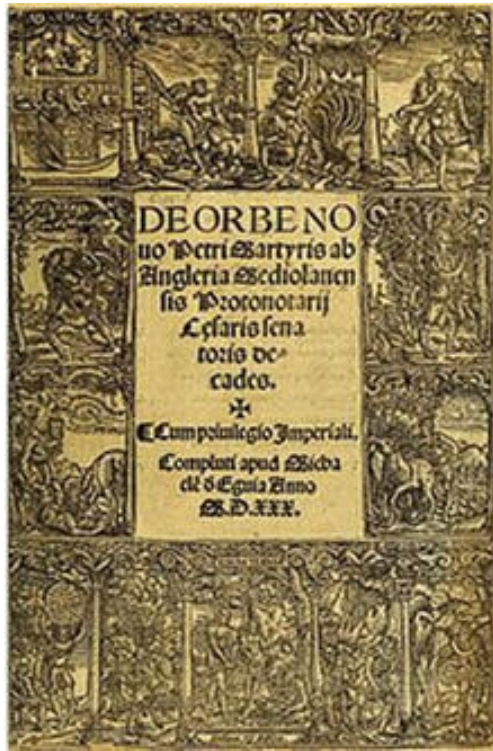 DE ORBE NO
uo Petri Martyris ab
Angleria Mediolanen
sis Protonotarij
Cęsaris sena
toris de-
cades.
✠
Cum priuilegio Imperiali.
Compluti apud Micha
elē d Eguia Anno
M.D.XXX.